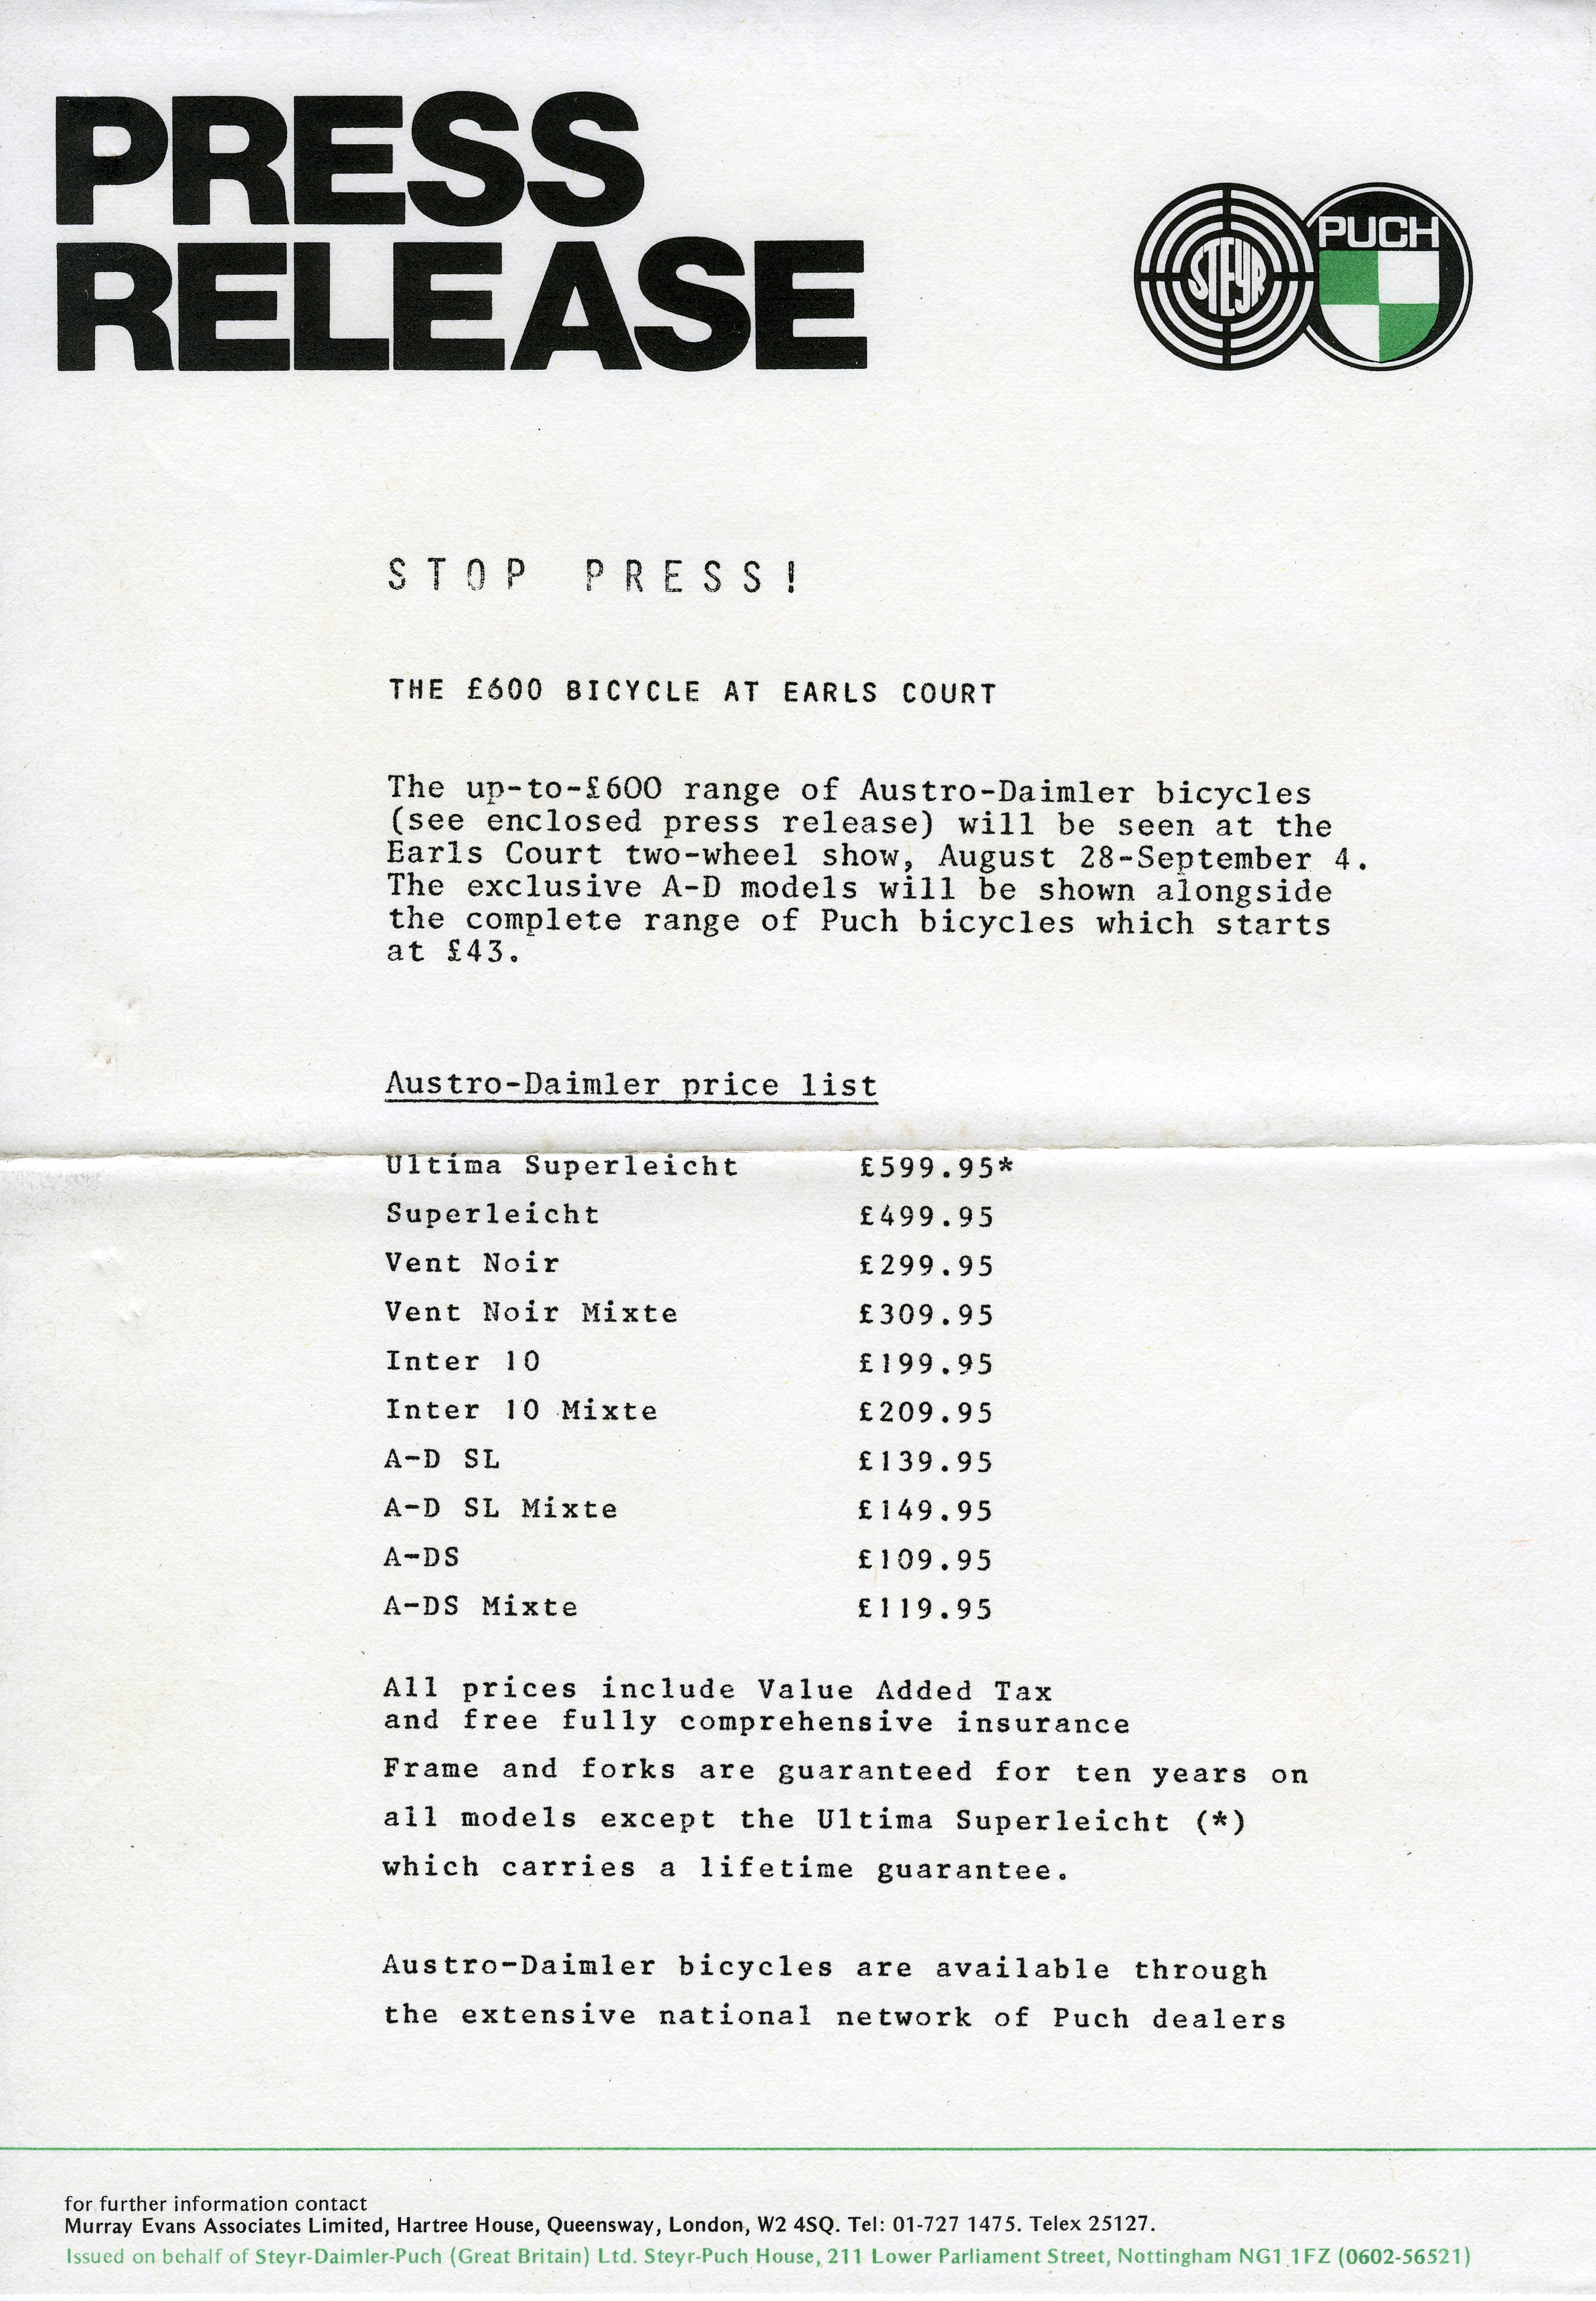 PRESS
RELEASE
STEYR
PUCH
STOP PRESS!
THE £600 BICYCLE AT EARLS COURT
The up-to-£600 range of Austro-Daimler bicycles
(see enclosed press release) will be seen at the
Earls Court two-wheel show, August 28-September 4.
The exclusive A-D models will be shown alongside
the complete range of Puch bicycles which starts
at £43.
Austro-Daimler price list
Ultima Superleicht £599.95*
Superleicht £499.95
Vent Noir £299.95
Vent Noir Mixte £309.95
Inter 10 £199.95
Inter 10 Mixte £209.95
A-D SL £139.95
A-D SL Mixte £149.95
A-DS £109.95
A-DS Mixte £119.95
All prices include Value Added Tax
and free fully comprehensive insurance
Frame and forks are guaranteed for ten years on
all models except the Ultima Superleicht (*)
which carries a lifetime guarantee.
Austro-Daimler bicycles are available through
the extensive national network of Puch dealers
for further information contact
Murray Evans Associates Limited, Hartree House, Queensway, London, W2 4SQ. Tel: 01-727 1475. Telex 25127.
Issued on behalf of Steyr-Daimler-Puch (Great Britain) Ltd. Steyr-Puch House, 211 Lower Parliament Street, Nottingham NG1 1FZ (0602-56521)